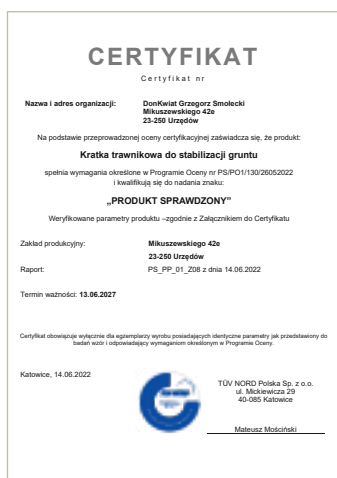 CERTYFIKAT
Certyfikat nr
Nazwa i adres organizacji: DonKwiat Grzegorz Smołecki
Mikuszewskiego 42e
23-250 Urzędów
Na podstawie przeprowadzonej oceny certyfikacyjnej zaświadcza się, że produkt:
Kratka trawnikowa do stabilizacji gruntu
spełnia wymagania określone w Programie Oceny nr PS/PO1/130/26052022
i kwalifikują się do nadania znaku:
„PRODUKT SPRAWDZONY”
Weryfikowane parametry produktu –zgodnie z Załącznikiem do Certyfikatu
Zakład produkcyjny: Mikuszewskiego 42e
23-250 Urzędów
Raport: PS_PP_01_Z08 z dnia 14.06.2022
Termin ważności: 13.06.2027
Certyfikat obowiązuje wyłącznie dla egzemplarzy wyrobu posiadających identyczne parametry jak przedstawiony do
badań wzór i odpowiadający wymaganiom określonym w Programie Oceny.
Katowice, 14.06.2022
TÜV NORD Polska Sp. z o.o.
ul. Mickiewicza 29
40-085 Katowice
Mateusz Mościński